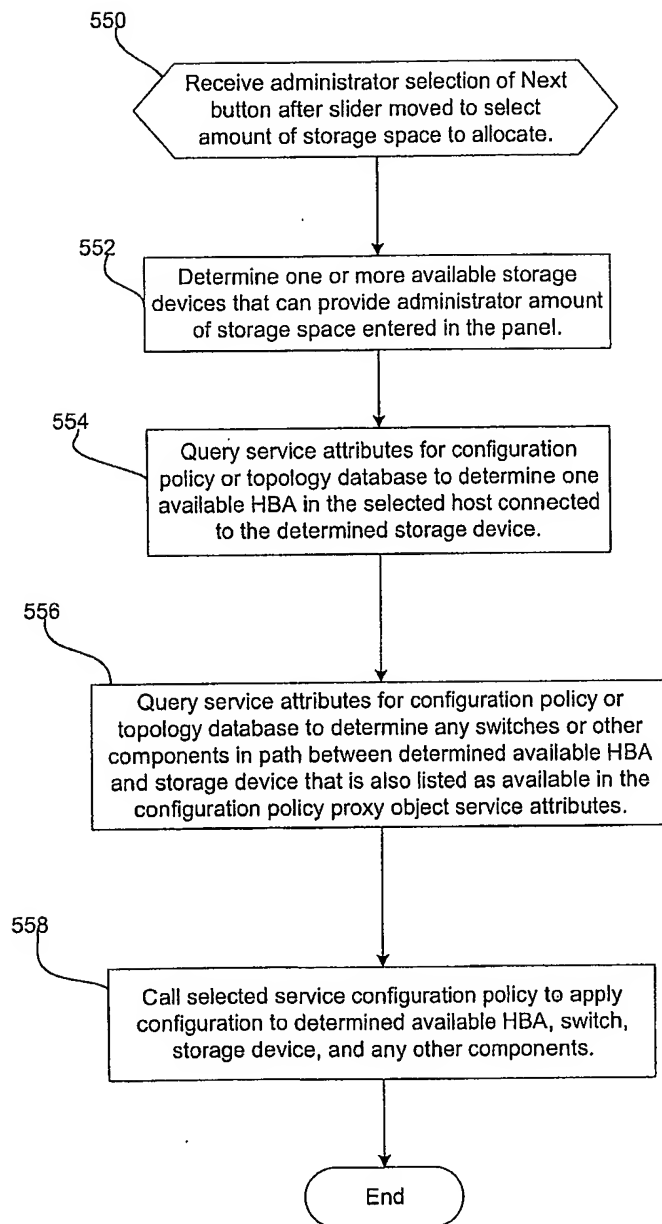 550
Receive administrator selection of Next
button after slider moved to select
amount of storage space to allocate.
552
Determine one or more available storage
devices that can provide administrator amount
of storage space entered in the panel.
554
Query service attributes for configuration
policy or topology database to determine one
available HBA in the selected host connected
to the determined storage device.
556
Query service attributes for configuration policy or
topology database to determine any switches or other
components in path between determined available HBA
and storage device that is also listed as available in the
configuration policy proxy object service attributes.
558
Call selected service configuration policy to apply
configuration to determined available HBA, switch,
storage device, and any other components.
End